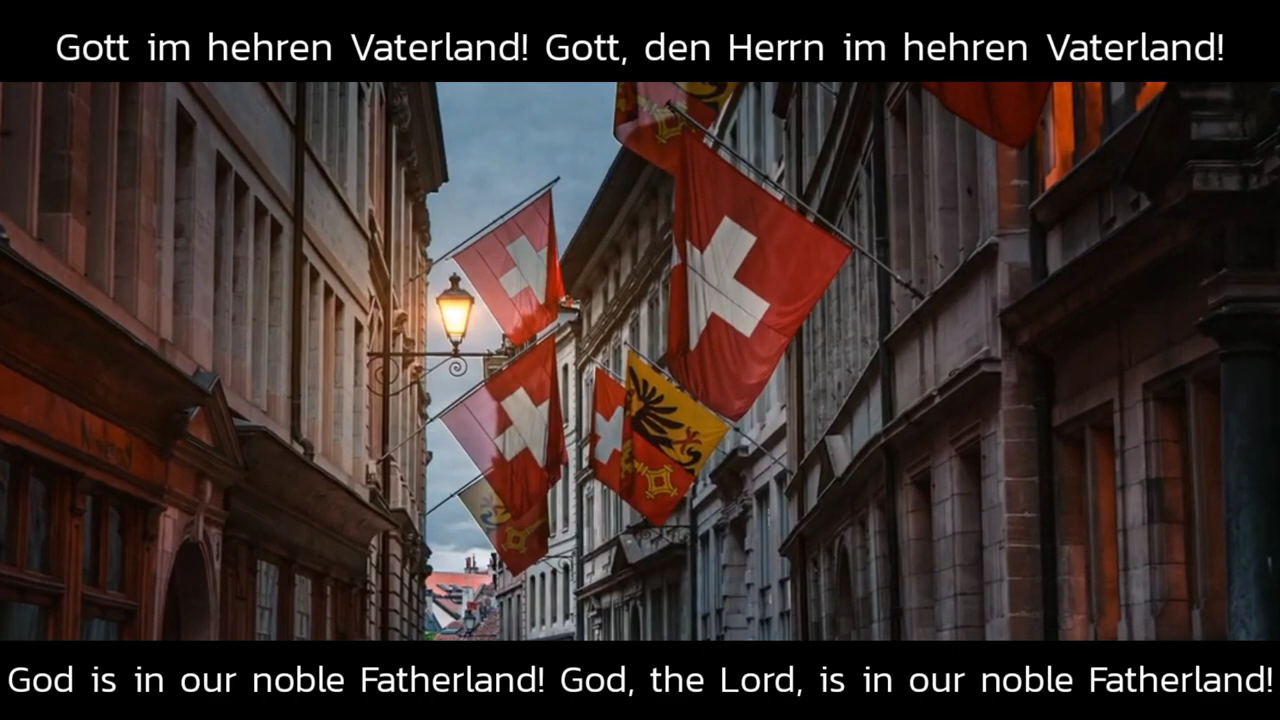 Gott im hehren Vaterland! Gott, den Herrn im hehren Vaterland!
God is in our noble Fatherland! God, the Lord, is in our noble Fatherland!